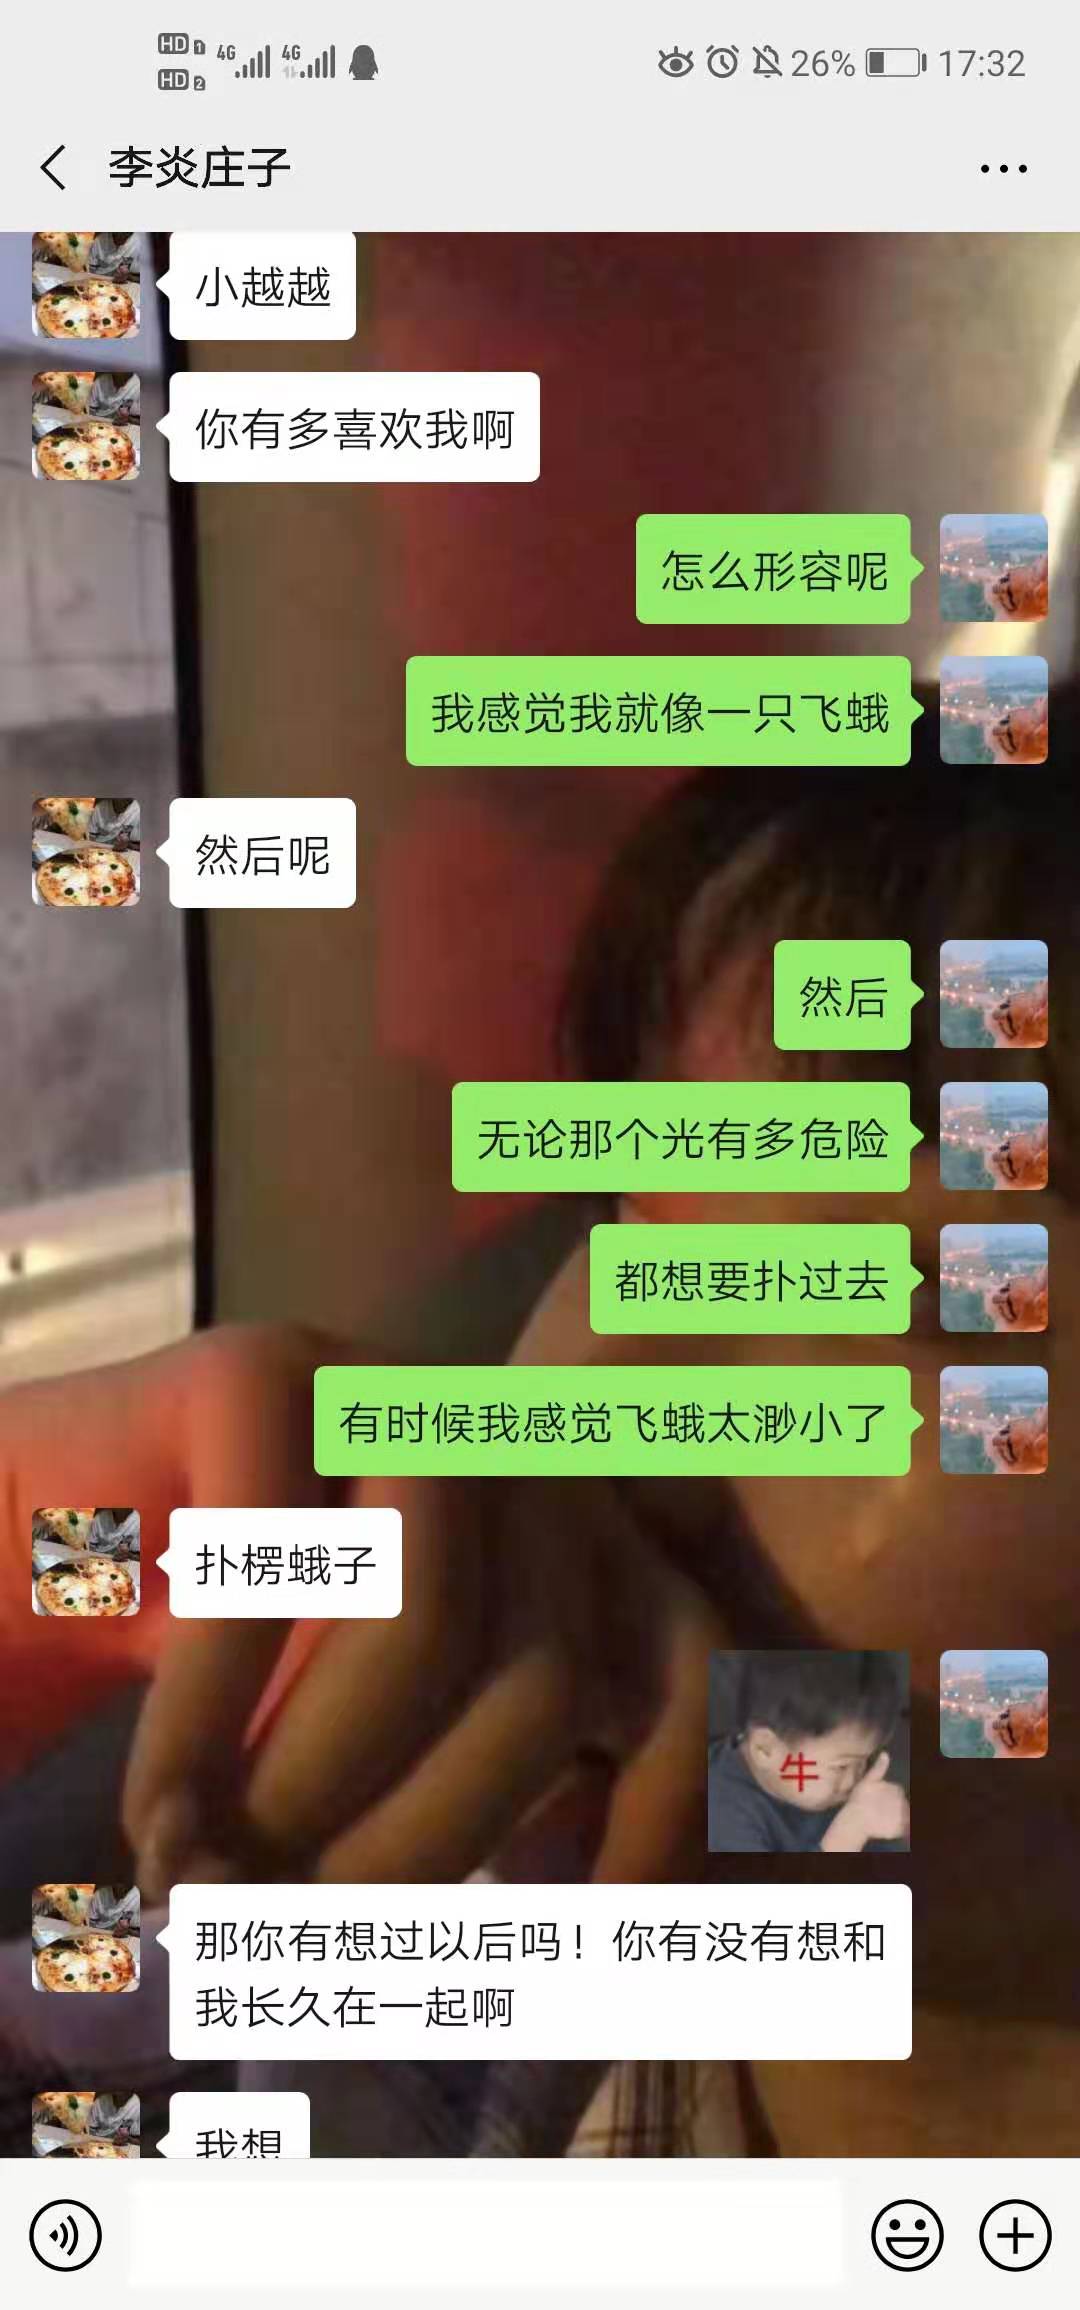 HD 1 4G 4G 26% 17:32
HD 2
李炎庄子
小越越
你有多喜欢我啊
怎么形容呢
我感觉我就像一只飞蛾
然后呢
然后
无论那个光有多危险
都想要扑过去
有时候我感觉飞蛾太渺小了
扑楞蛾子
牛
那你有想过以后吗！你有没有想和
我长久在一起啊
我想